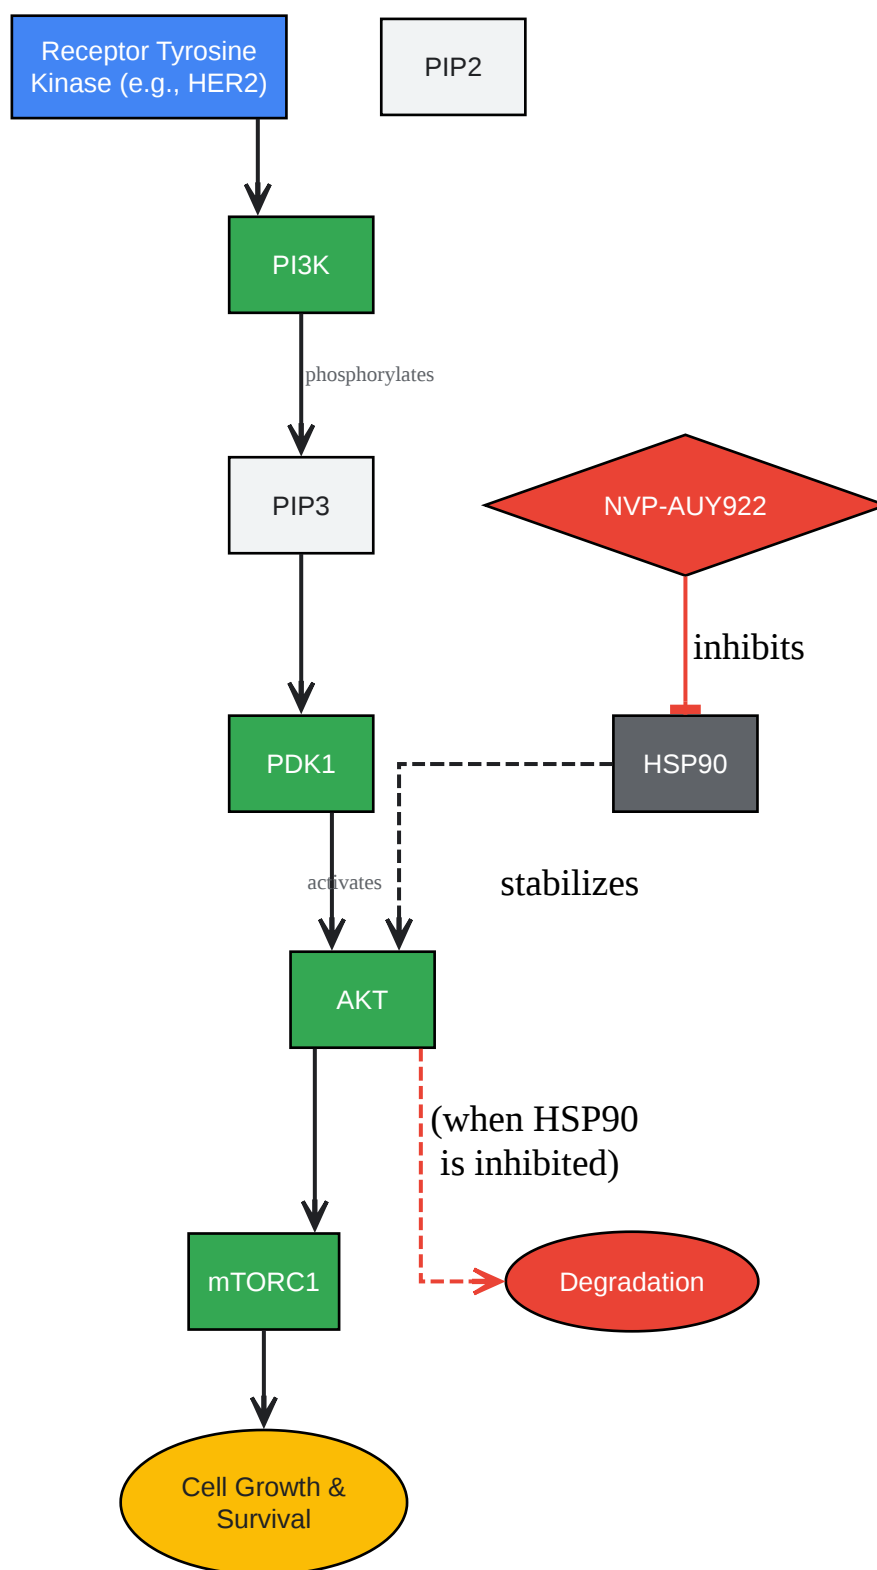 Receptor Tyrosine
Kinase (e.g., HER2)
PIP2
PI3K
phosphorylates
PIP3
NVP-AUY922
inhibits
PDK1
HSP90
activates
stabilizes
AKT
(when HSP90
is inhibited)
mTORC1
Degradation
Cell Growth &
Survival